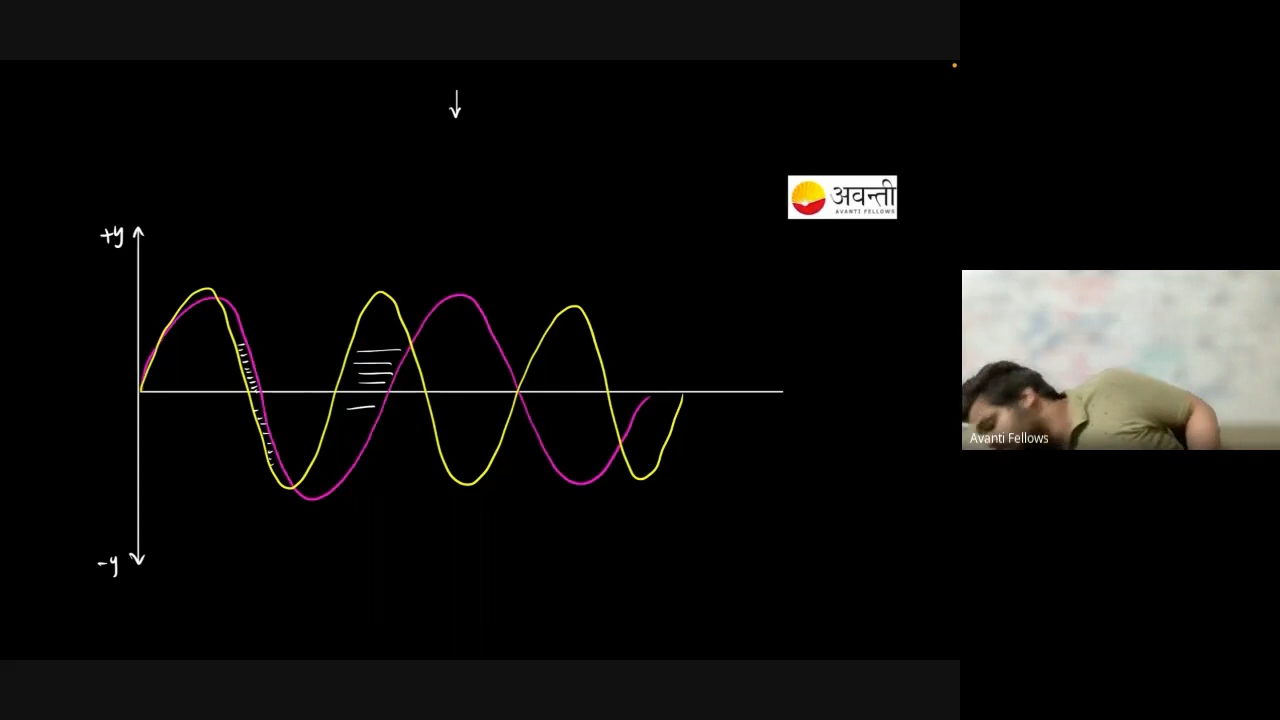 अवन्ती
AVANTI FELLOWS
+y
-y
Avanti Fellows